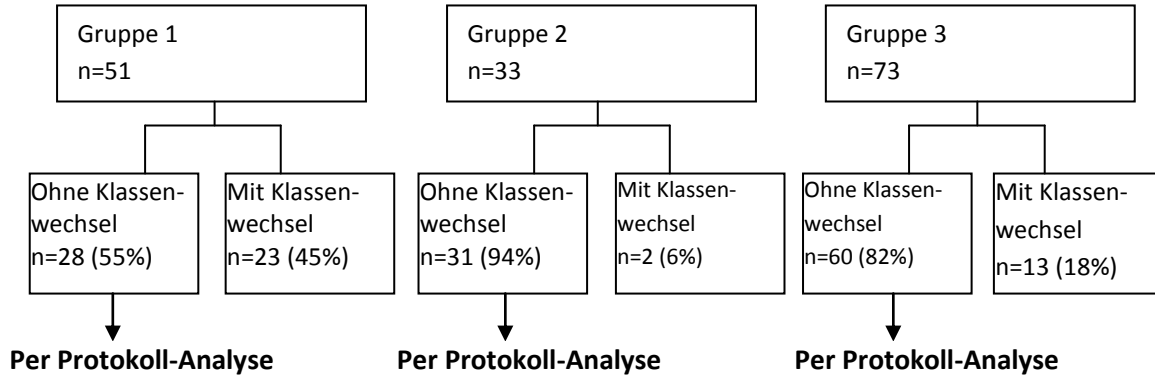 Gruppe 1
n=51
Gruppe 2
n=33
Gruppe 3
n=73
Ohne Klassen-
wechsel
n=28 (55%)
Mit Klassen-
wechsel
n=23 (45%)
Ohne Klassen-
wechsel
n=31 (94%)
Mit Klassen-
wechsel
n=2 (6%)
Ohne Klassen-
wechsel
n=60 (82%)
Mit Klassen-
wechsel
n=13 (18%)
Per Protokoll-Analyse
Per Protokoll-Analyse
Per Protokoll-Analyse